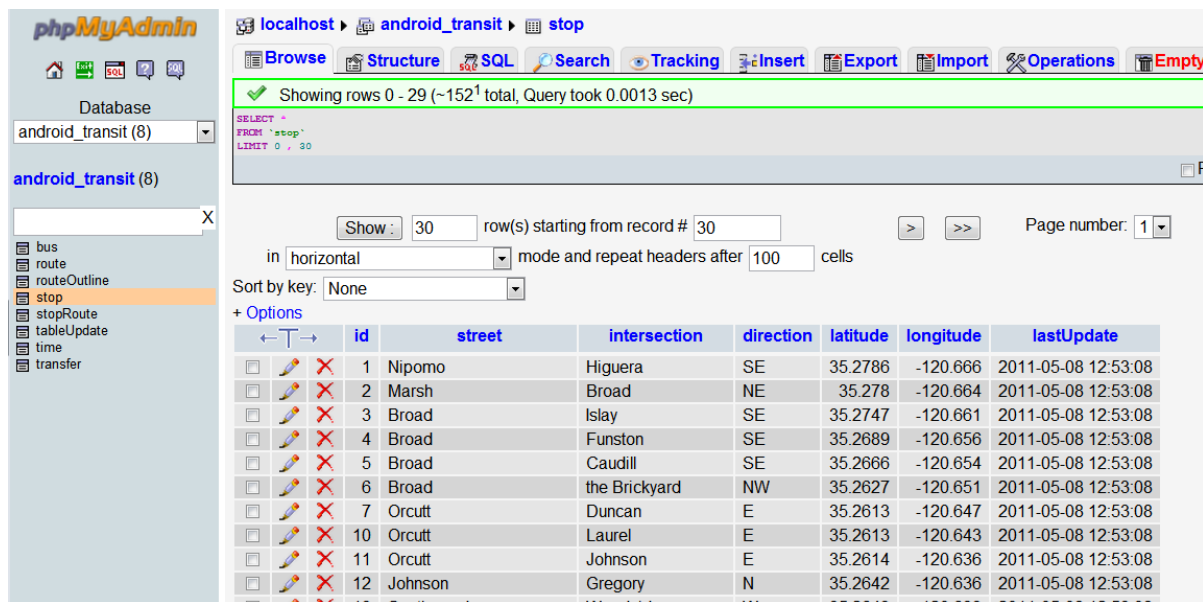 phpMyAdmin
Database
android_transit (8)
android_transit (8)
X
bus
route
routeOutline
stop
stopRoute
tableUpdate
time
transfer
localhost android_transit stop
Browse Structure SQL Search Tracking Insert Export Import Operations Empty
Showing rows 0 - 29 (~152¹ total, Query took 0.0013 sec)
SELECT *
FROM `stop`
LIMIT 0 , 30
Show : 30 row(s) starting from record # 30 > >> Page number: 1
in horizontal mode and repeat headers after 100 cells
Sort by key: None
+ Options
id street intersection direction latitude longitude lastUpdate
1 Nipomo Higuera SE 35.2786 -120.666 2011-05-08 12:53:08
2 Marsh Broad NE 35.278 -120.664 2011-05-08 12:53:08
3 Broad Islay SE 35.2747 -120.661 2011-05-08 12:53:08
4 Broad Funston SE 35.2689 -120.656 2011-05-08 12:53:08
5 Broad Caudill SE 35.2666 -120.654 2011-05-08 12:53:08
6 Broad the Brickyard NW 35.2627 -120.651 2011-05-08 12:53:08
7 Orcutt Duncan E 35.2613 -120.647 2011-05-08 12:53:08
10 Orcutt Laurel E 35.2613 -120.643 2011-05-08 12:53:08
11 Orcutt Johnson E 35.2614 -120.636 2011-05-08 12:53:08
12 Johnson Gregory N 35.2642 -120.636 2011-05-08 12:53:08